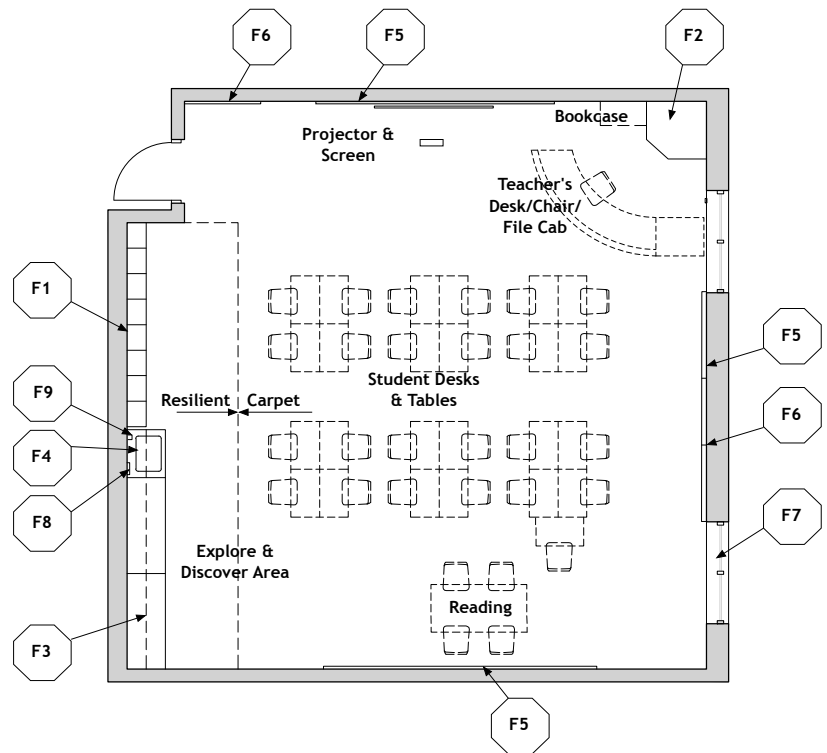 F6
F5
F2
Bookcase
Projector &
Screen
Teacher's
Desk/Chair/
File Cab
F1
F5
Student Desks
& Tables
F9
Resilient
Carpet
F6
F4
F8
F7
Explore &
Discover Area
Reading
F3
F5